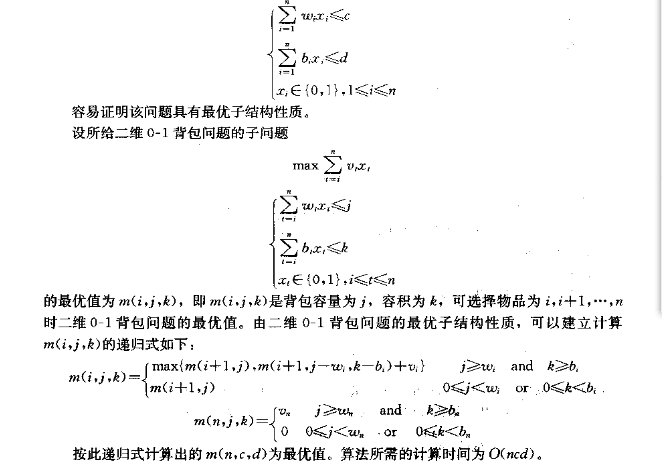 ∑_{i=1}^{n} w_i x_i ≤ c
∑_{i=1}^{n} b_i x_i ≤ d
x_i∈{0,1},1≤i≤n
容易证明该问题具有最优子结构性质。
设所给二维 0-1 背包问题的子问题
max ∑_{t=i}^{n} v_t x_t
∑_{t=i}^{n} w_t x_t ≤ j
∑_{t=i}^{n} b_t x_t ≤ k
x_t∈{0,1},i≤t≤n
的最优值为 m(i,j,k)，即 m(i,j,k)是背包容量为 j，容积为 k，可选择物品为 i,i+1,…,n
时二维 0-1 背包问题的最优值。由二维 0-1 背包问题的最优子结构性质，可以建立计算
m(i,j,k)的递归式如下：
m(i,j,k)={ max{m(i+1,j),m(i+1,j-w_i,k-b_i)+v_i} j≥w_i and k≥b_i
m(i+1,j) 0≤j<w_i or 0≤k<b_i
m(n,j,k)={ v_n j≥w_n and k≥b_n
0 0≤j<w_n or 0≤k<b_n
按此递归式计算出的 m(n,c,d)为最优值。算法所需的计算时间为 O(ncd)。